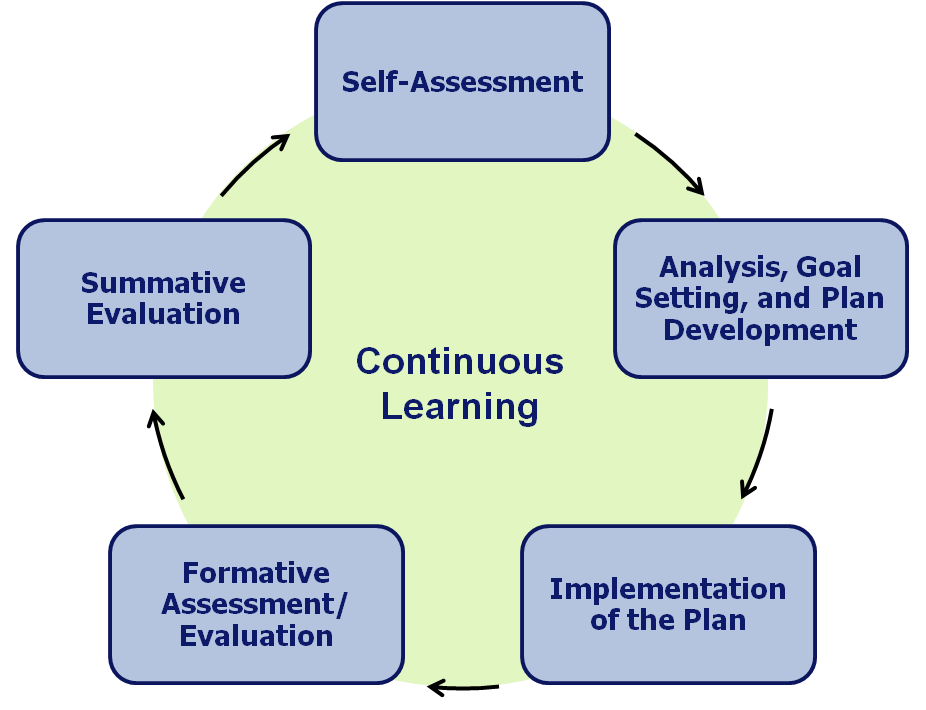 Self-Assessment
Analysis, Goal
Setting, and Plan
Development
Implementation
of the Plan
Formative
Assessment/
Evaluation
Summative
Evaluation
Continuous
Learning